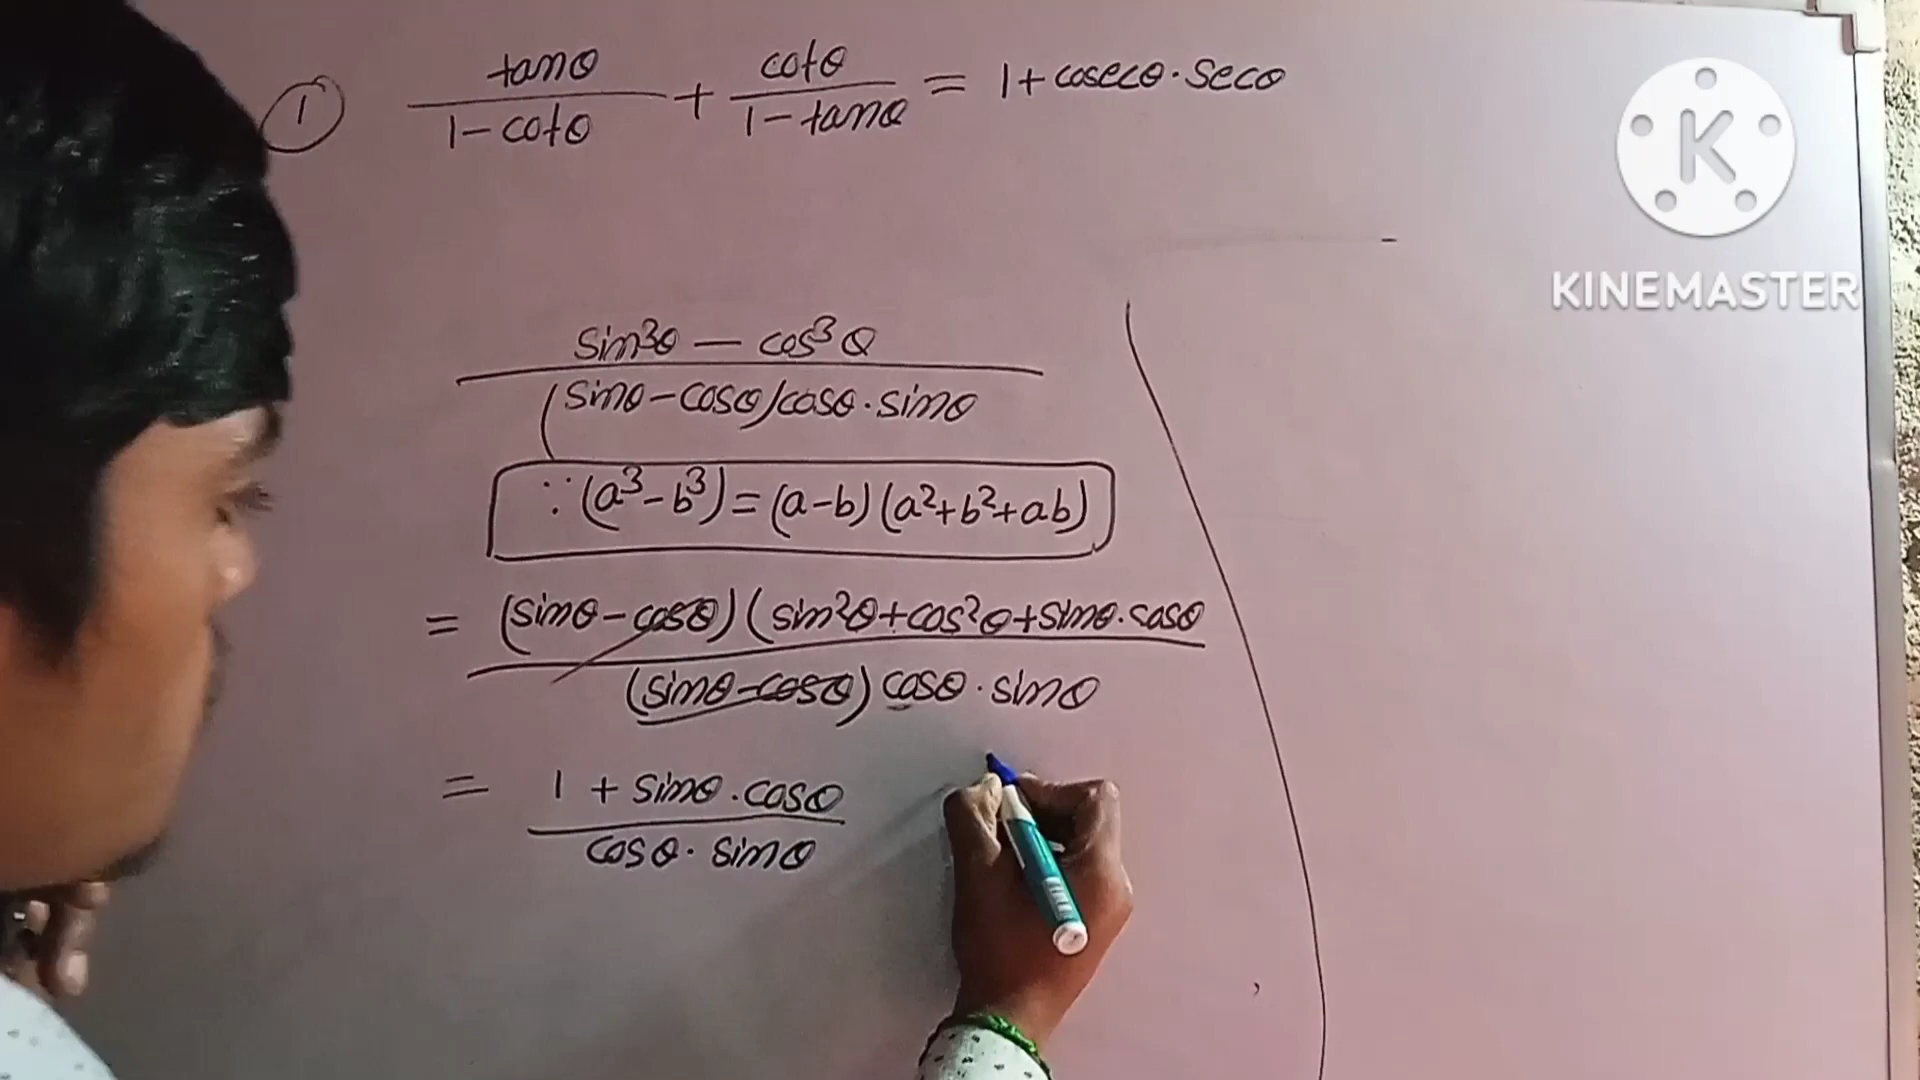 ① tanθ/(1-cotθ) + cotθ/(1-tanθ) = 1+cosecθ·secθ
K
KINEMASTER
sin³θ - cos³θ
(sinθ-cosθ)cosθ·sinθ
∵(a³-b³)=(a-b)(a²+b²+ab)
= (sinθ-cosθ)(sin²θ+cos²θ+sinθ·cosθ
(sinθ-cosθ)cosθ·sinθ
= 1+sinθ·cosθ
cosθ·sinθ